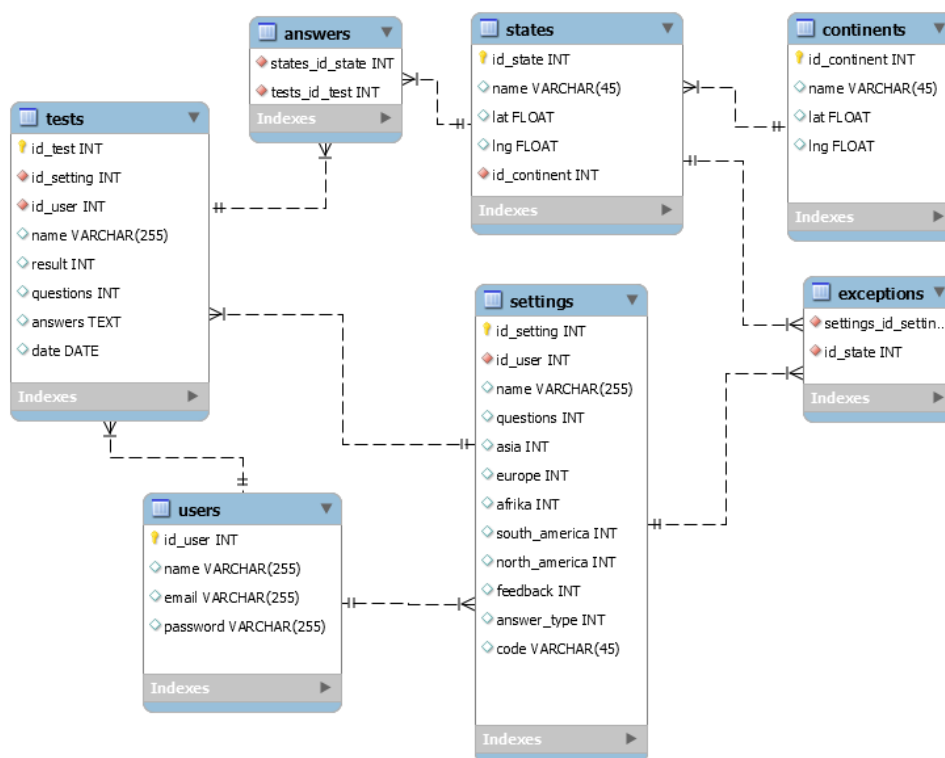 answers
states_id_state INT
tests_id_test INT
Indexes
states
id_state INT
name VARCHAR(45)
lat FLOAT
lng FLOAT
id_continent INT
Indexes
continents
id_continent INT
name VARCHAR(45)
lat FLOAT
lng FLOAT
Indexes
tests
id_test INT
id_setting INT
id_user INT
name VARCHAR(255)
result INT
questions INT
answers TEXT
date DATE
Indexes
settings
id_setting INT
id_user INT
name VARCHAR(255)
questions INT
asia INT
europe INT
afrika INT
south_america INT
north_america INT
feedback INT
answer_type INT
code VARCHAR(45)
Indexes
exceptions
settings_id_settin...
id_state INT
Indexes
users
id_user INT
name VARCHAR(255)
email VARCHAR(255)
password VARCHAR(255)
Indexes